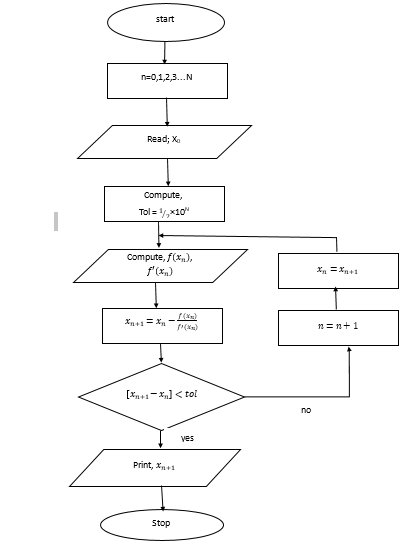 start
n=0,1,2,3...N
Read; X₀
Compute,
Tol = ¹/₂×10ᴺ
Compute, f(xₙ),
f′(xₙ)
xₙ = xₙ₊₁
xₙ₊₁ = xₙ − f(xₙ)/f′(xₙ)
n = n + 1
[xₙ₊₁ − xₙ] < tol
no
yes
Print, xₙ₊₁
Stop